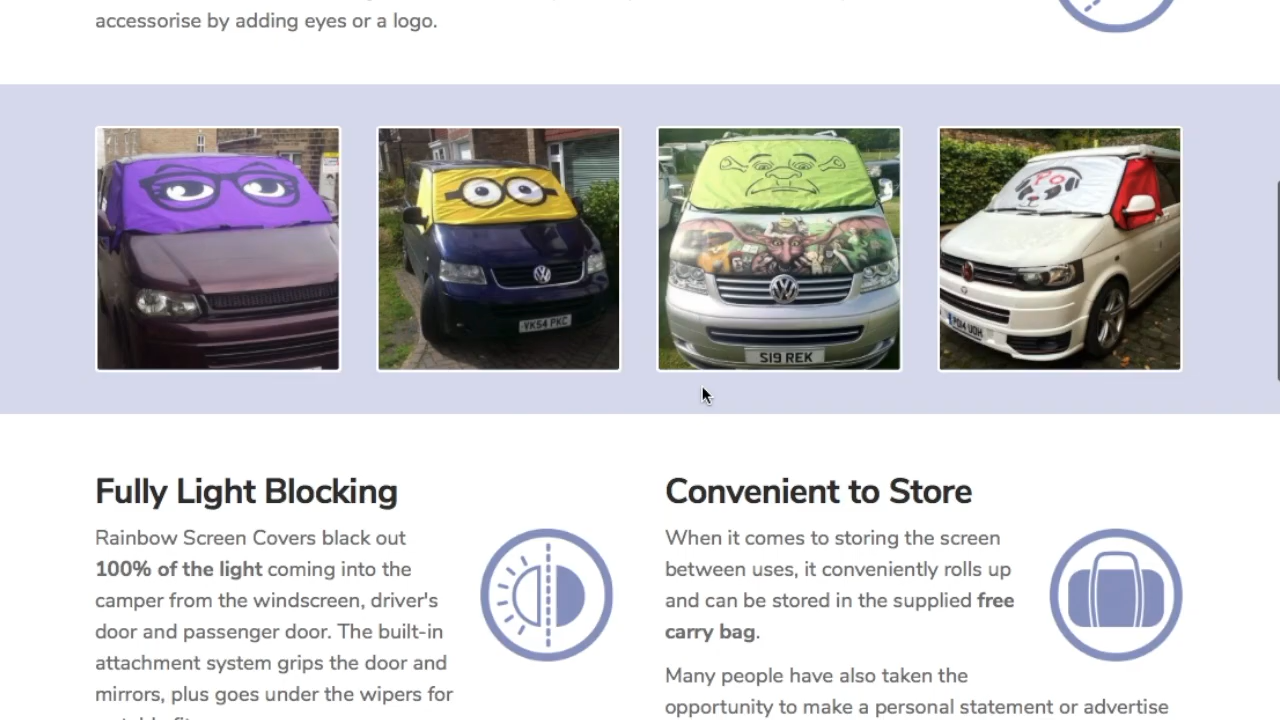 accessorise by adding eyes or a logo.
VK54 PKC
S19 REK
PO14 UOH
Fully Light Blocking
Rainbow Screen Covers black out
100% of the light coming into the
camper from the windscreen, driver's
door and passenger door. The built-in
attachment system grips the door and
mirrors, plus goes under the wipers for
Convenient to Store
When it comes to storing the screen
between uses, it conveniently rolls up
and can be stored in the supplied free
carry bag.
Many people have also taken the
opportunity to make a personal statement or advertise